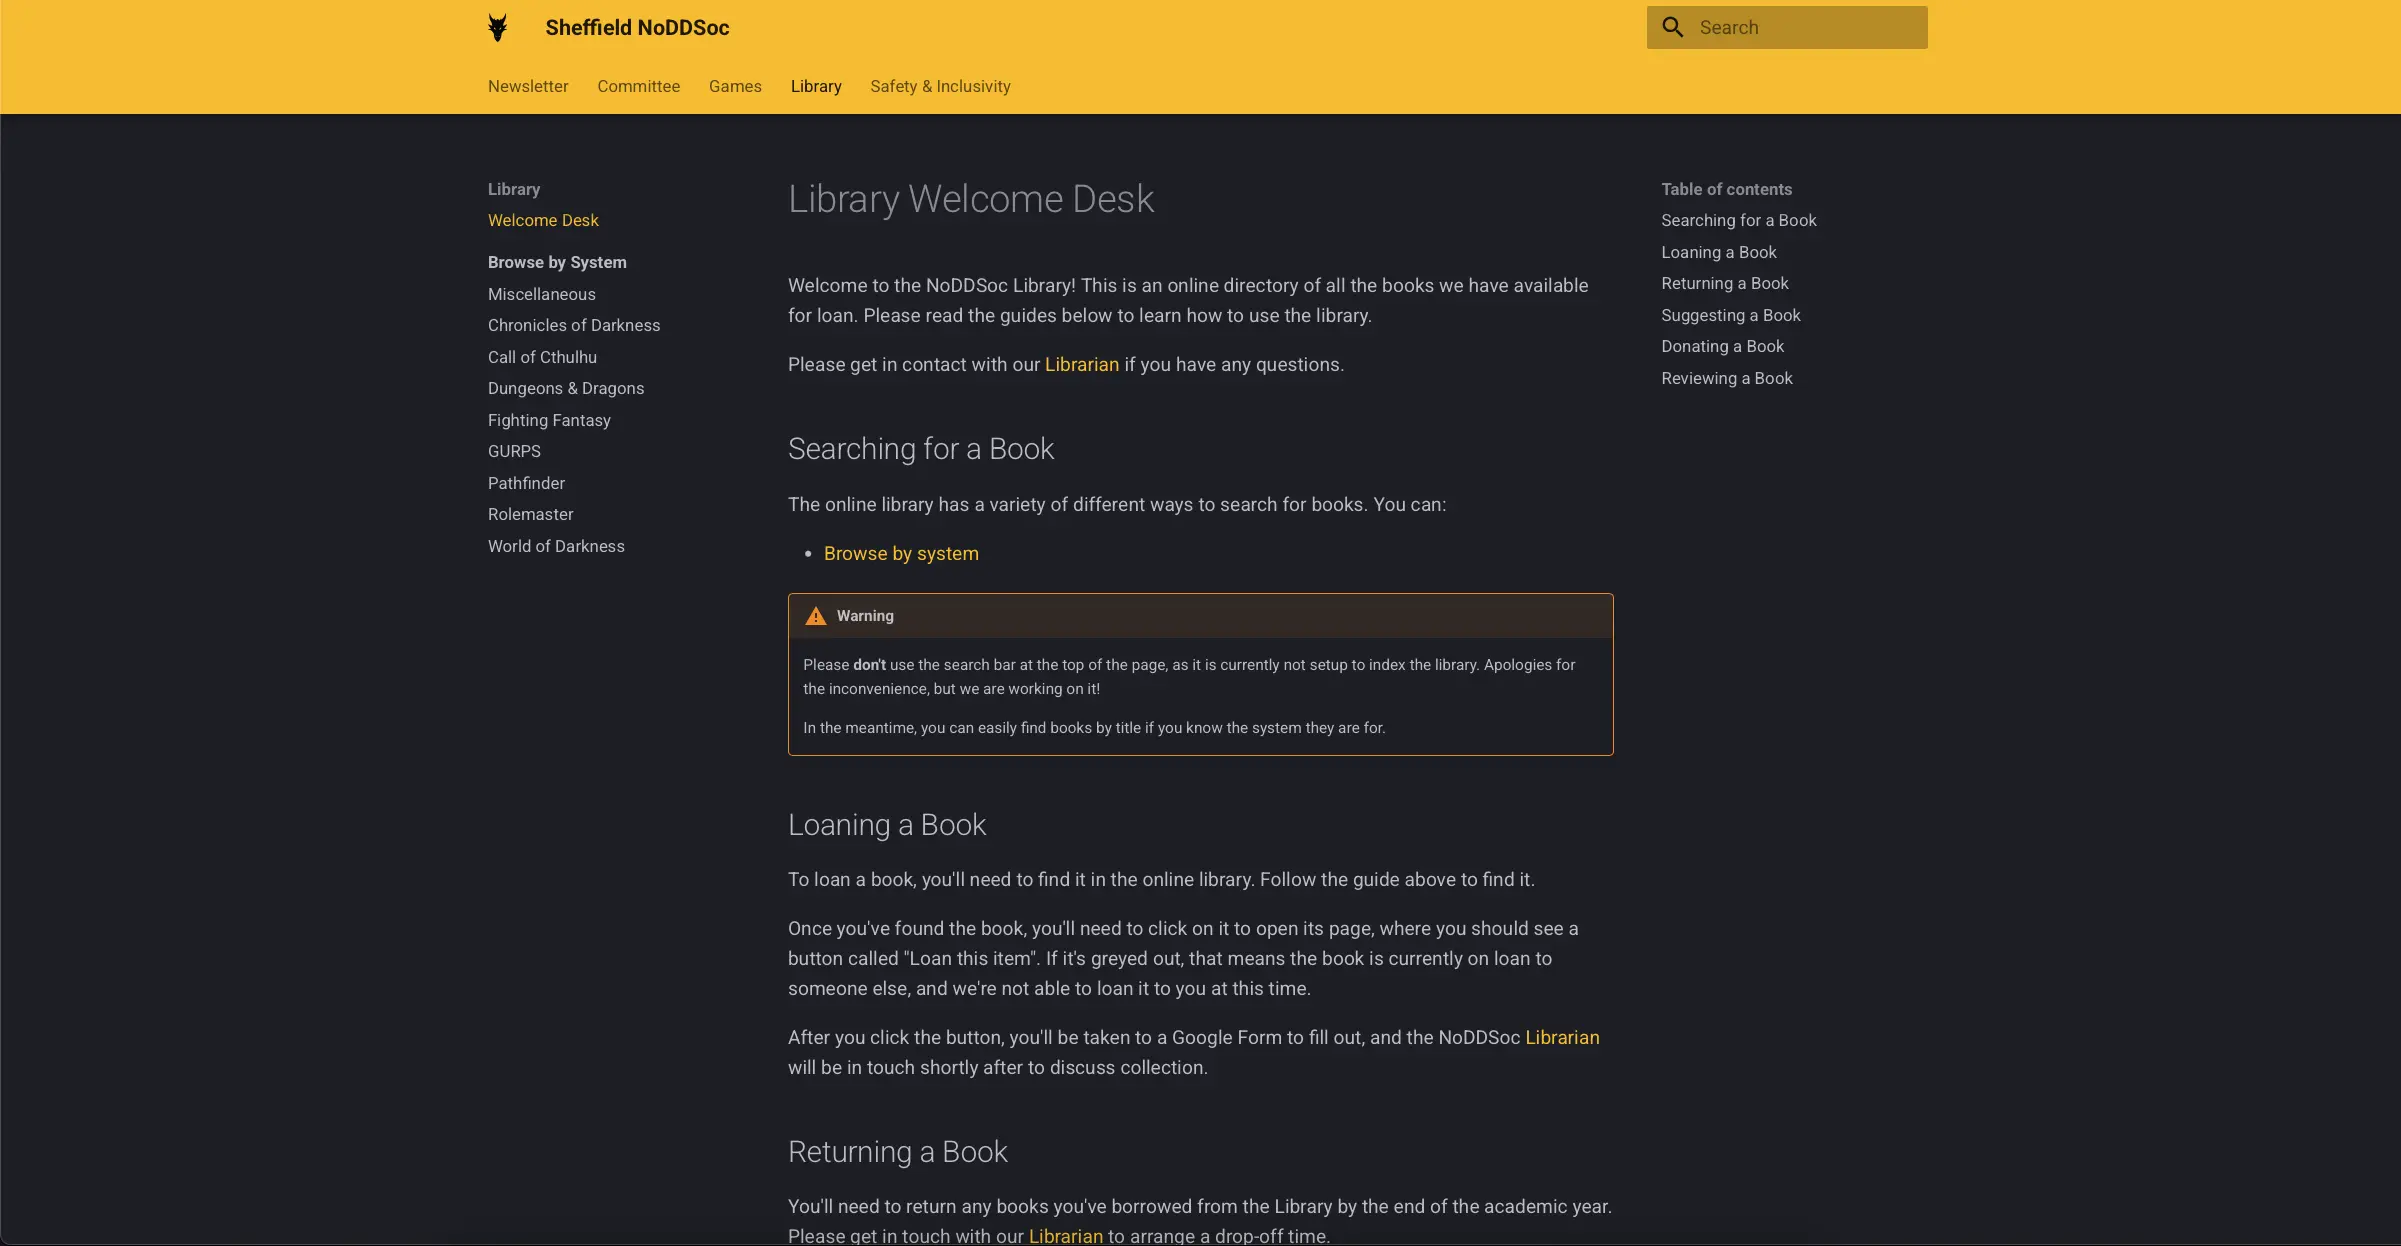 Sheffield NoDDSoc
Search
Newsletter
Committee
Games
Library
Safety & Inclusivity
Library
Welcome Desk
Browse by System
Miscellaneous
Chronicles of Darkness
Call of Cthulhu
Dungeons & Dragons
Fighting Fantasy
GURPS
Pathfinder
Rolemaster
World of Darkness
Library Welcome Desk
Welcome to the NoDDSoc Library! This is an online directory of all the books we have available
for loan. Please read the guides below to learn how to use the library.
Please get in contact with our Librarian if you have any questions.
Searching for a Book
The online library has a variety of different ways to search for books. You can:
• Browse by system
Warning
Please don't use the search bar at the top of the page, as it is currently not setup to index the library. Apologies for
the inconvenience, but we are working on it!
In the meantime, you can easily find books by title if you know the system they are for.
Loaning a Book
To loan a book, you'll need to find it in the online library. Follow the guide above to find it.
Once you've found the book, you'll need to click on it to open its page, where you should see a
button called "Loan this item". If it's greyed out, that means the book is currently on loan to
someone else, and we're not able to loan it to you at this time.
After you click the button, you'll be taken to a Google Form to fill out, and the NoDDSoc Librarian
will be in touch shortly after to discuss collection.
Returning a Book
You'll need to return any books you've borrowed from the Library by the end of the academic year.
Please get in touch with our Librarian to arrange a drop-off time.
Table of contents
Searching for a Book
Loaning a Book
Returning a Book
Suggesting a Book
Donating a Book
Reviewing a Book